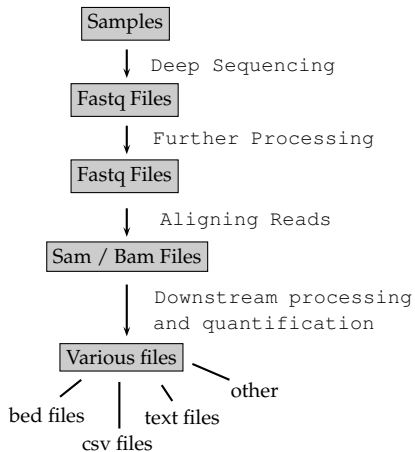 Samples
Deep Sequencing
Fastq Files
Further Processing
Fastq Files
Aligning Reads
Sam / Bam Files
Downstream processing
and quantification
Various files
other
bed files
text files
csv files